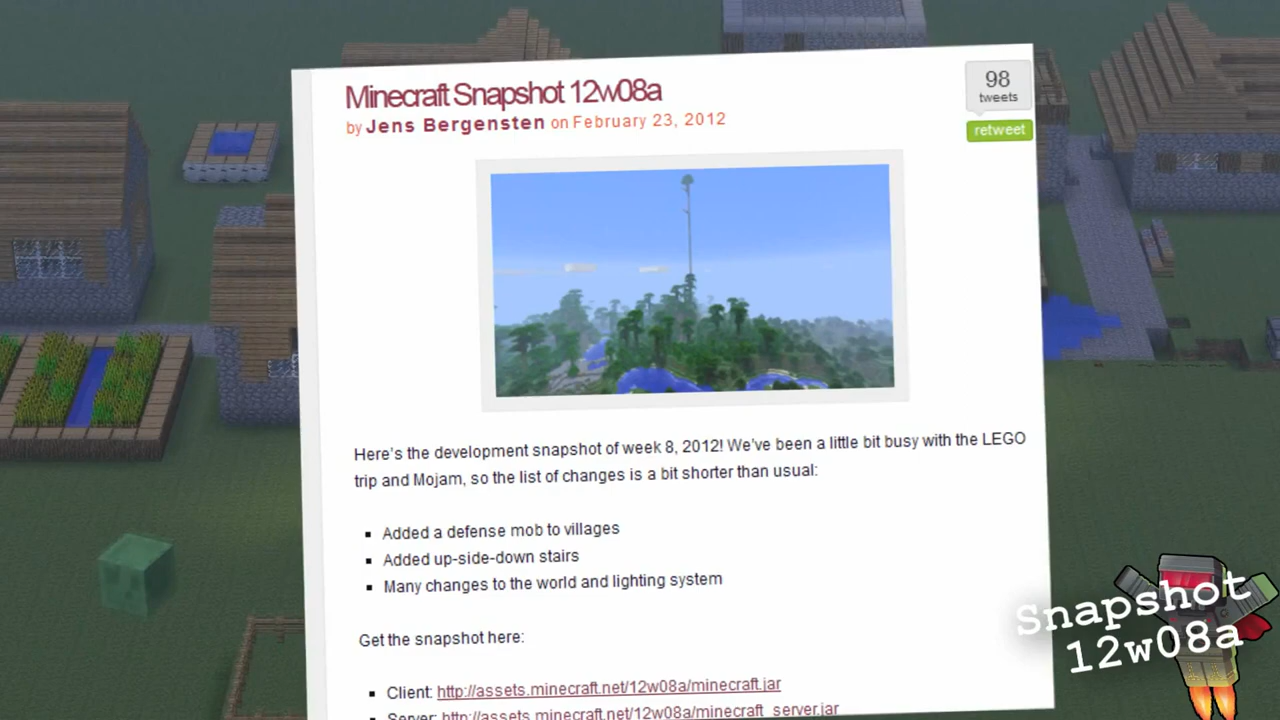 Minecraft Snapshot 12w08a
by Jens Bergensten on February 23, 2012
98
tweets
retweet
Here's the development snapshot of week 8, 2012! We've been a little bit busy with the LEGO
trip and Mojam, so the list of changes is a bit shorter than usual:
▪ Added a defense mob to villages
▪ Added up-side-down stairs
▪ Many changes to the world and lighting system
Get the snapshot here:
▪ Client: http://assets.minecraft.net/12w08a/minecraft.jar
▪ Server: http://assets.minecraft.net/12w08a/minecraft_server.jar
Snapshot
12w08a